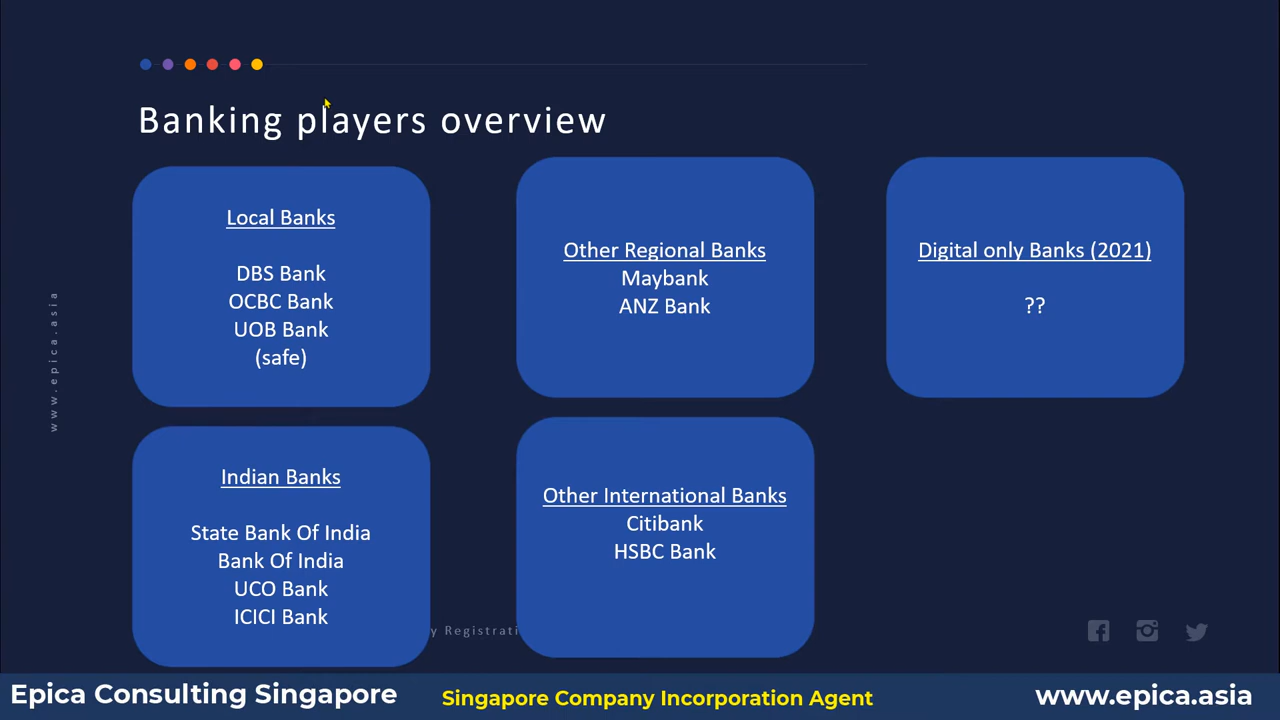 Banking players overview
Local Banks
DBS Bank
OCBC Bank
UOB Bank
(safe)
Other Regional Banks
Maybank
ANZ Bank
Digital only Banks (2021)
??
Indian Banks
State Bank Of India
Bank Of India
UCO Bank
ICICI Bank
Other International Banks
Citibank
HSBC Bank
www.epica.asia
y Registrati
Epica Consulting Singapore
Singapore Company Incorporation Agent
www.epica.asia